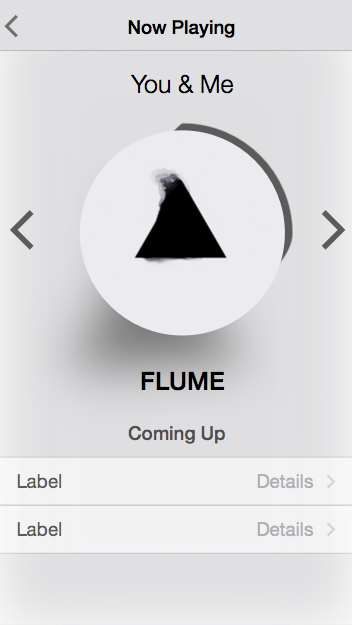 Now Playing
You & Me
FLUME
Coming Up
Label Details
Label Details